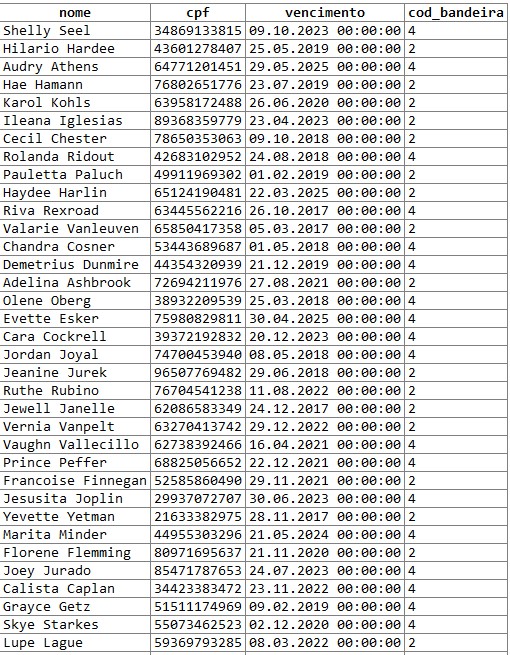 nome cpf vencimento cod_bandeira
Shelly Seel 34869133815 09.10.2023 00:00:00 4
Hilario Hardee 43601278407 25.05.2019 00:00:00 2
Audry Athens 64771201451 29.05.2025 00:00:00 4
Hae Hamann 76802651776 23.07.2019 00:00:00 2
Karol Kohls 63958172488 26.06.2020 00:00:00 2
Ileana Iglesias 89368359779 23.04.2023 00:00:00 2
Cecil Chester 78650353063 09.10.2018 00:00:00 2
Rolanda Ridout 42683102952 24.08.2018 00:00:00 4
Pauletta Paluch 49911969302 01.02.2019 00:00:00 2
Haydee Harlin 65124190481 22.03.2025 00:00:00 2
Riva Rexroad 63445562216 26.10.2017 00:00:00 4
Valarie Vanleuven 65850417358 05.03.2017 00:00:00 2
Chandra Cosner 53443689687 01.05.2018 00:00:00 4
Demetrius Dunmire 44354320939 21.12.2019 00:00:00 4
Adelina Ashbrook 72694211976 27.08.2021 00:00:00 2
Olene Oberg 38932209539 25.03.2018 00:00:00 4
Evette Esker 75980829811 30.04.2025 00:00:00 4
Cara Cockrell 39372192832 20.12.2023 00:00:00 4
Jordan Joyal 74700453940 08.05.2018 00:00:00 4
Jeanine Jurek 96507769482 29.06.2018 00:00:00 2
Ruthe Rubino 76704541238 11.08.2022 00:00:00 2
Jewell Janelle 62086583349 24.12.2017 00:00:00 2
Vernia Vanpelt 63270413742 29.12.2022 00:00:00 2
Vaughn Vallecillo 62738392466 16.04.2021 00:00:00 4
Prince Peffer 68825056652 22.12.2021 00:00:00 4
Francoise Finnegan 52585860490 29.11.2021 00:00:00 2
Jesusita Joplin 29937072707 30.06.2023 00:00:00 4
Yevette Yetman 21633382975 28.11.2017 00:00:00 2
Marita Minder 44955303296 21.05.2024 00:00:00 4
Florene Flemming 80971695637 21.11.2020 00:00:00 2
Joey Jurado 85471787653 24.07.2023 00:00:00 4
Calista Caplan 34423383472 23.11.2022 00:00:00 4
Grayce Getz 51511174969 09.02.2019 00:00:00 4
Skye Starkes 55073462523 02.12.2020 00:00:00 4
Lupe Lague 59369793285 08.03.2022 00:00:00 2